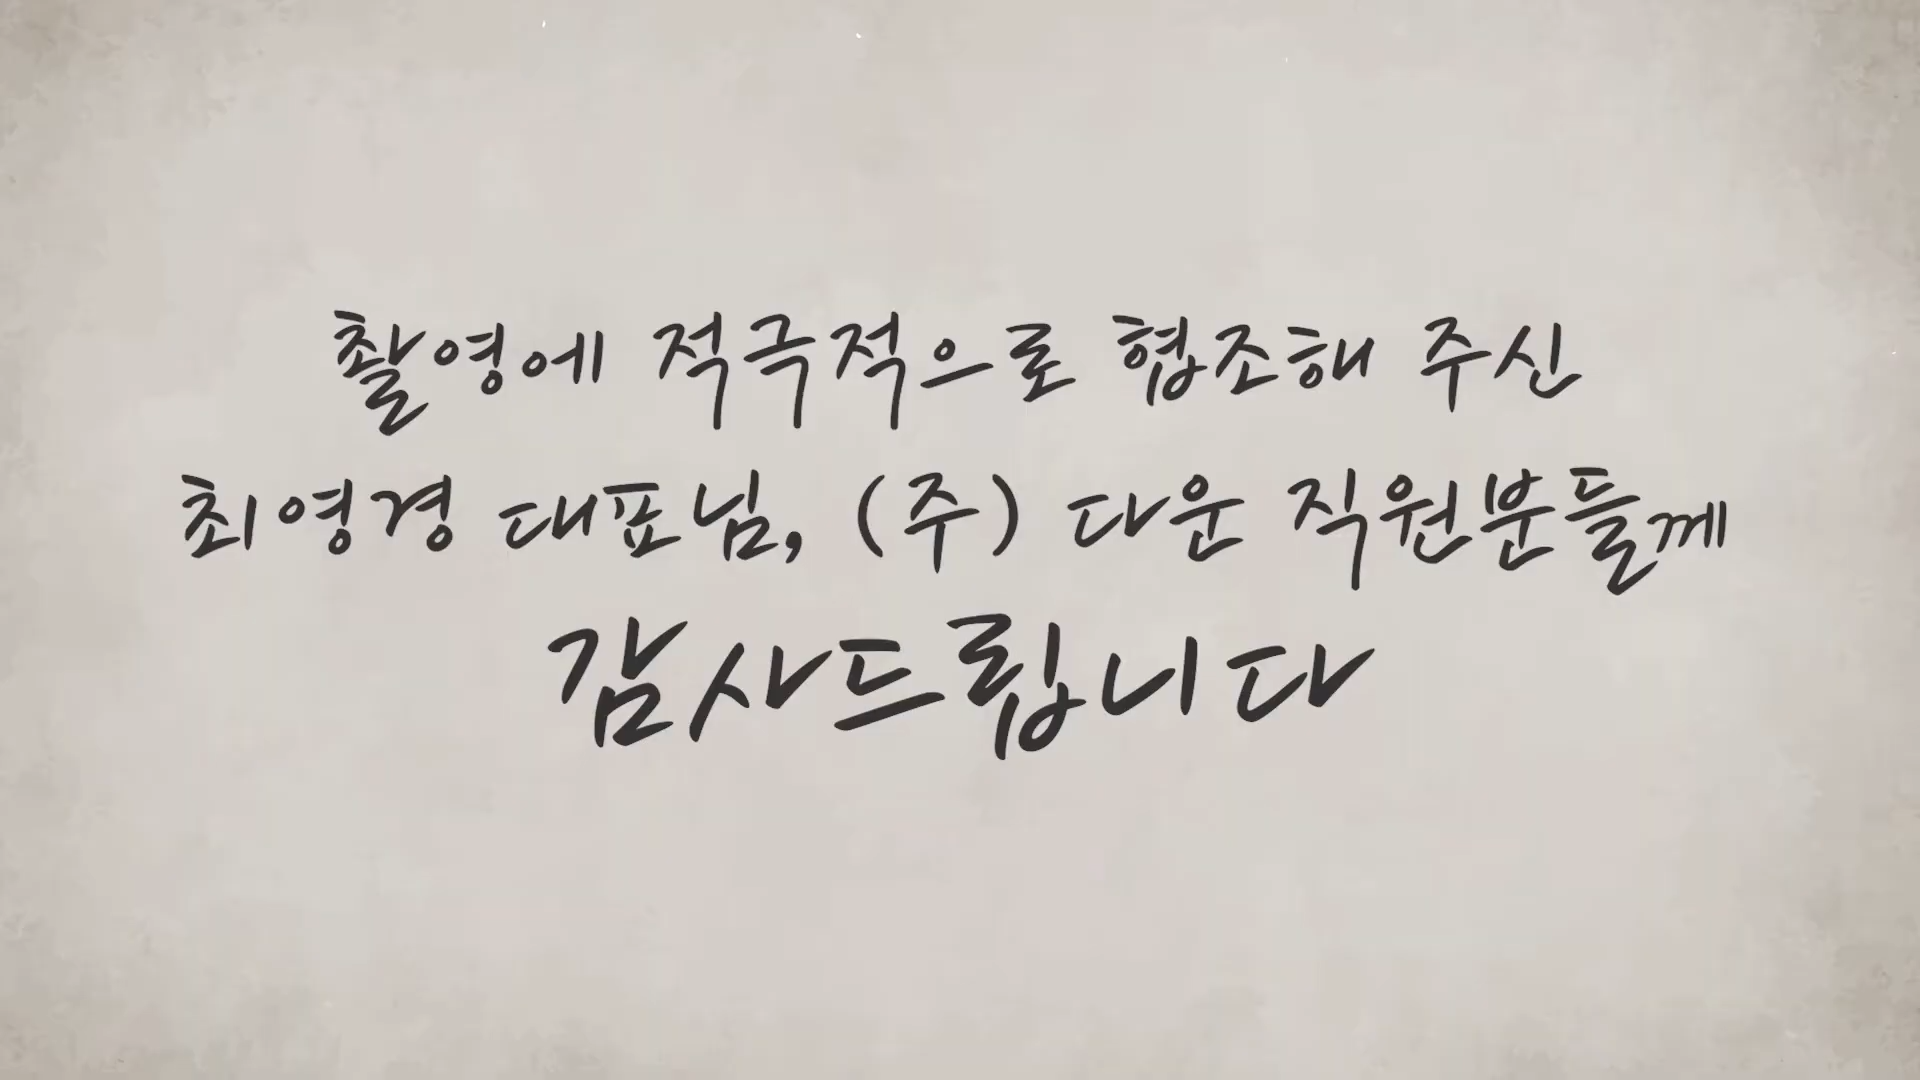 촬영에 적극적으로 협조해 주신
최영경 대표님, (주) 다운 직원분들께
감사드립니다